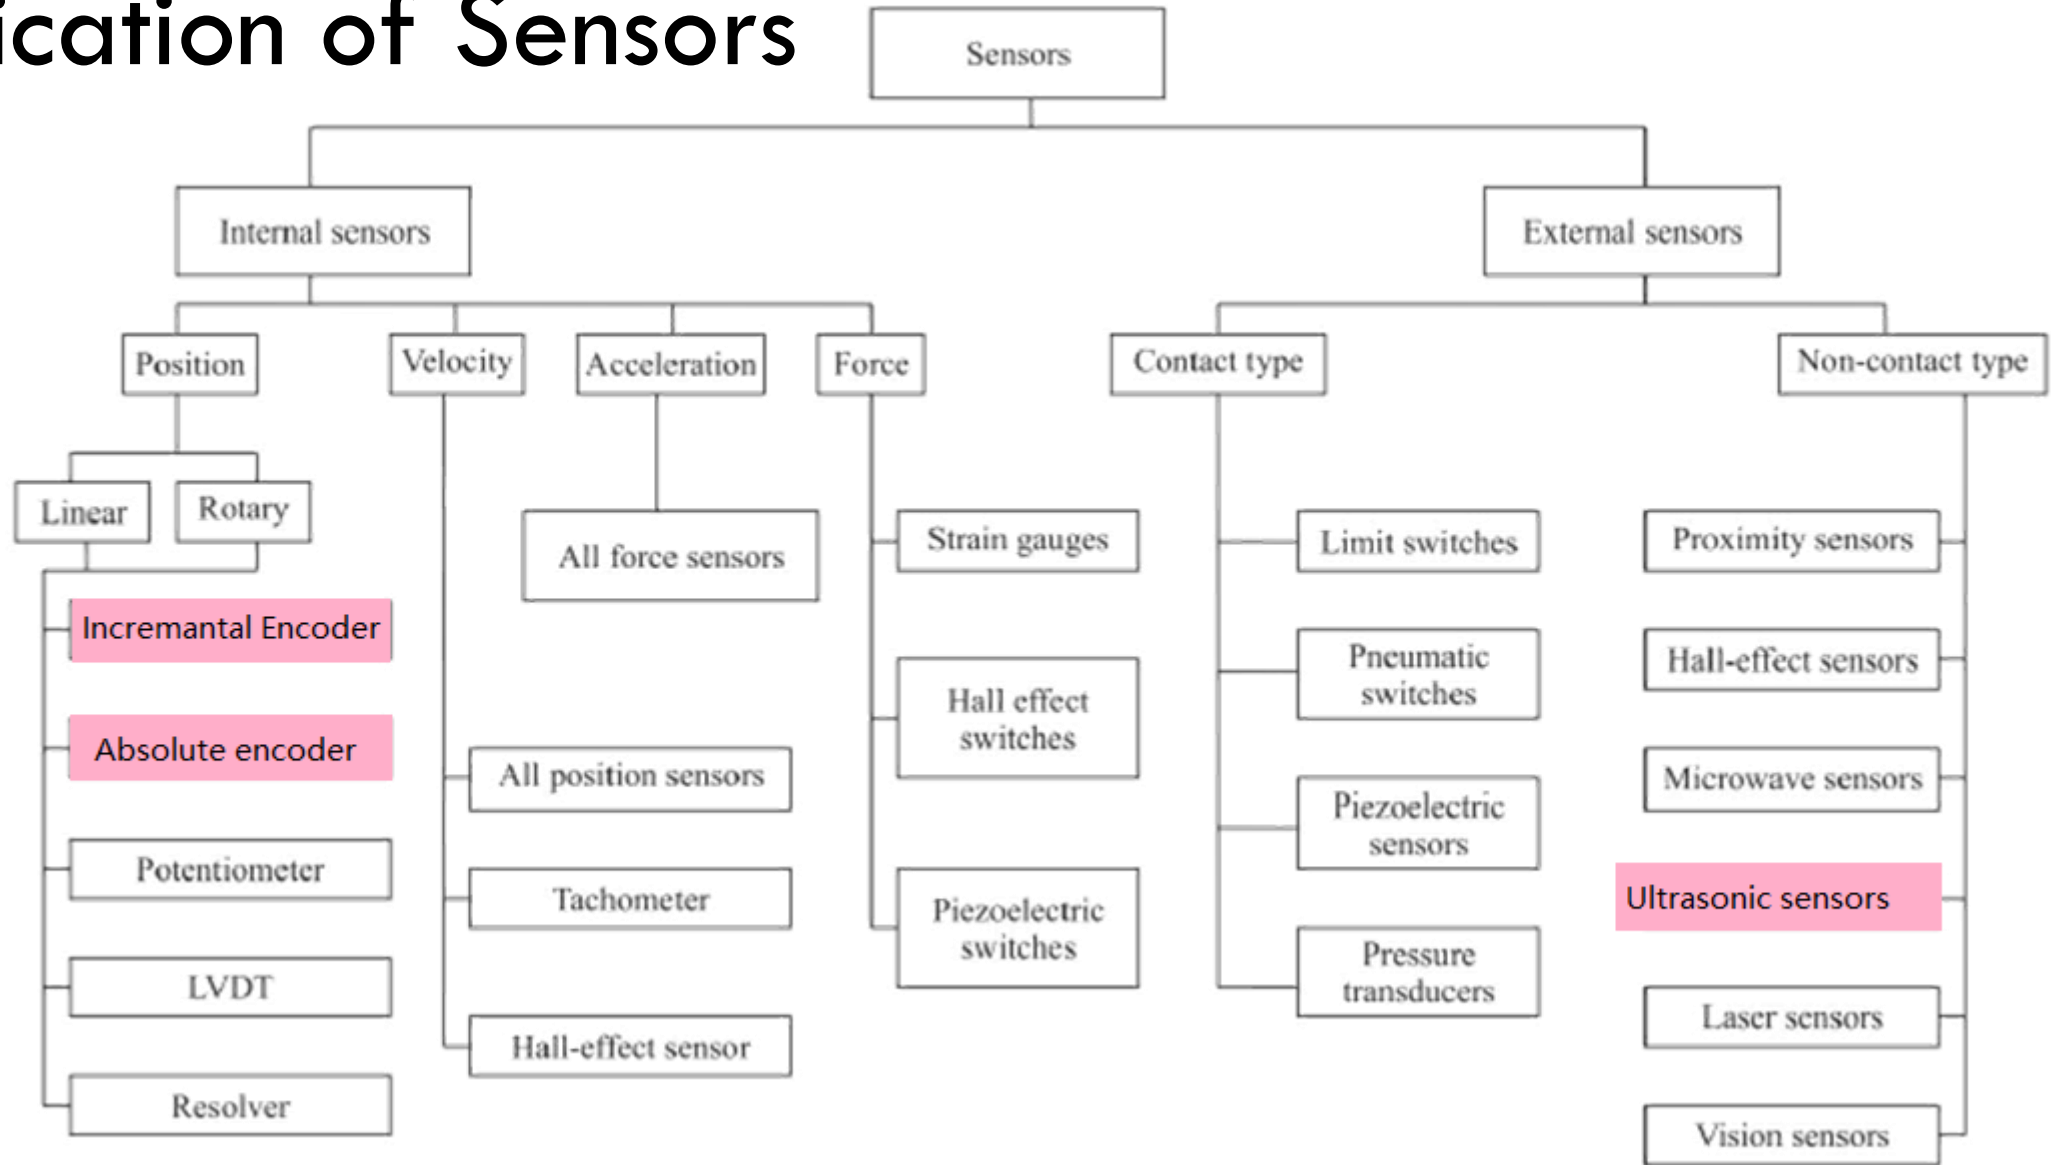 ication of Sensors
Sensors
Internal sensors
External sensors
Position
Velocity
Acceleration
Force
Contact type
Non-contact type
Linear
Rotary
Incremantal Encoder
Absolute encoder
Potentiometer
LVDT
Resolver
All position sensors
Tachometer
Hall-effect sensor
All force sensors
Strain gauges
Hall effect
switches
Piezoelectric
switches
Limit switches
Pneumatic
switches
Piezoelectric
sensors
Pressure
transducers
Proximity sensors
Hall-effect sensors
Microwave sensors
Ultrasonic sensors
Laser sensors
Vision sensors